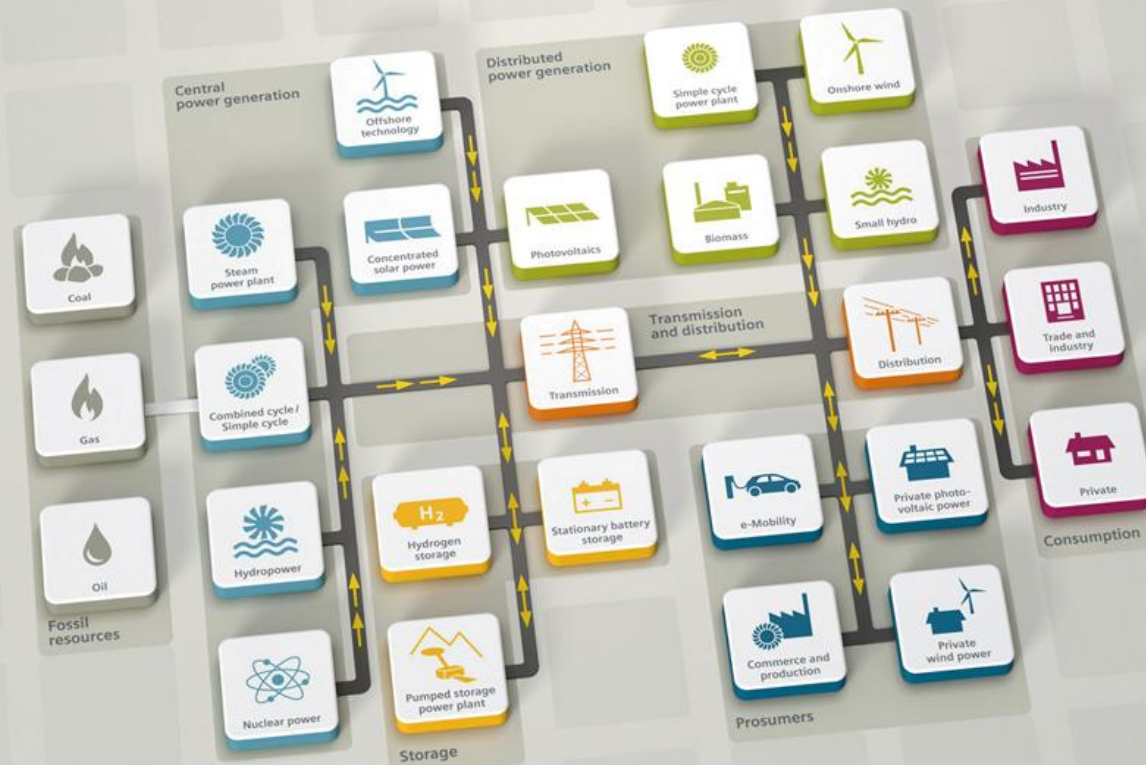 Central
power generation
Offshore
technology
Steam
power plant
Concentrated
solar power
Combined cycle /
Simple cycle
Hydropower
Nuclear power
Distributed
power generation
Simple cycle
power plant
Onshore wind
Photovoltaics
Biomass
Small hydro
Coal
Gas
Oil
Fossil
resources
Transmission
and distribution
Transmission
Distribution
H2
Hydrogen
storage
+ -
Stationary battery
storage
Pumped storage
power plant
Storage
e-Mobility
Private photo-
voltaic power
Commerce and
production
Private
wind power
Prosumers
Industry
Trade and
industry
Private
Consumption